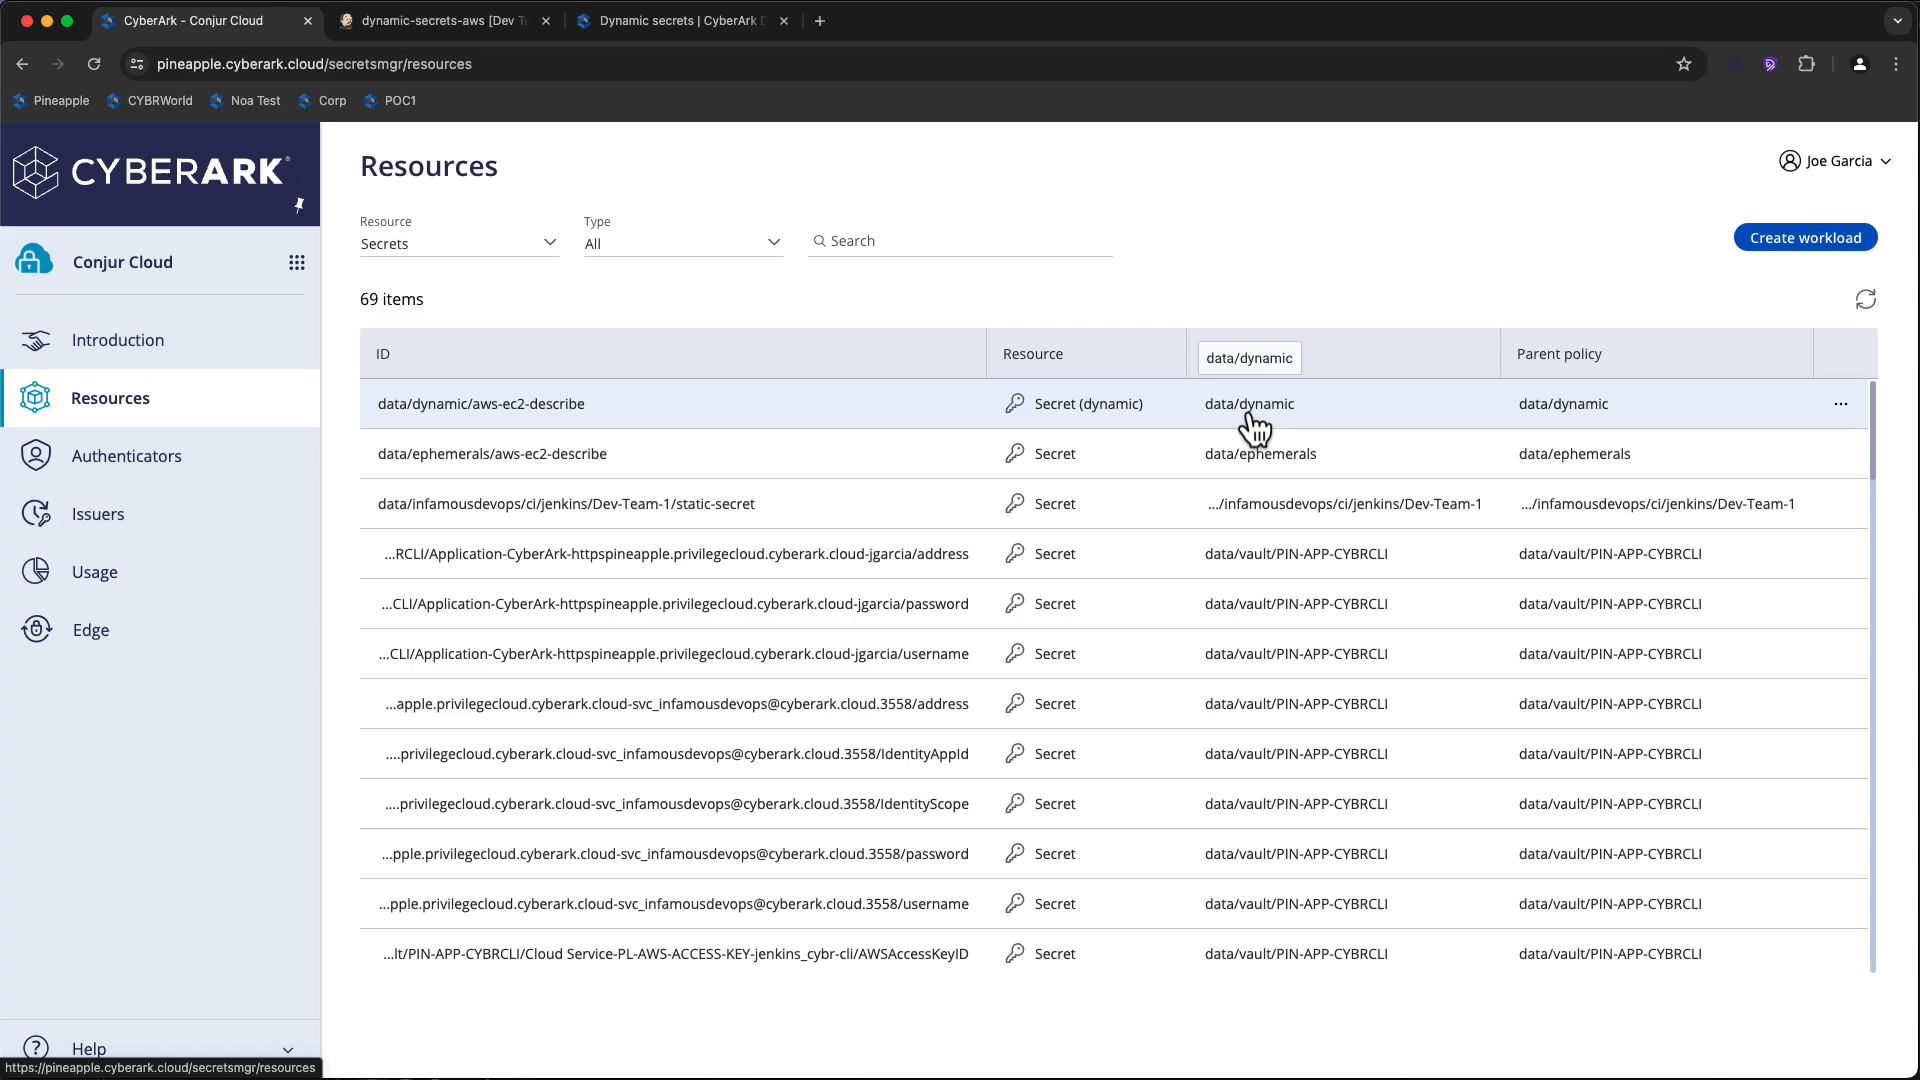 CyberArk - Conjur Cloud
dynamic-secrets-aws [Dev Te
Dynamic secrets | CyberArk D
pineapple.cyberark.cloud/secretsmgr/resources
Pineapple
CYBRWorld
Noa Test
Corp
POC1
CYBERARK®
Conjur Cloud
Introduction
Resources
Authenticators
Issuers
Usage
Edge
Help
https://pineapple.cyberark.cloud/secretsmgr/resources
Resources
Joe Garcia
Resource
Secrets
Type
All
Search
Create workload
69 items
ID Resource data/dynamic Parent policy
data/dynamic/aws-ec2-describe Secret (dynamic) data/dynamic data/dynamic ...
data/ephemerals/aws-ec2-describe Secret data/ephemerals data/ephemerals
data/infamousdevops/ci/jenkins/Dev-Team-1/static-secret Secret .../infamousdevops/ci/jenkins/Dev-Team-1 .../infamousdevops/ci/jenkins/Dev-Team-1
...RCLI/Application-CyberArk-httpspineapple.privilegecloud.cyberark.cloud-jgarcia/address Secret data/vault/PIN-APP-CYBRCLI data/vault/PIN-APP-CYBRCLI
...CLI/Application-CyberArk-httpspineapple.privilegecloud.cyberark.cloud-jgarcia/password Secret data/vault/PIN-APP-CYBRCLI data/vault/PIN-APP-CYBRCLI
...CLI/Application-CyberArk-httpspineapple.privilegecloud.cyberark.cloud-jgarcia/username Secret data/vault/PIN-APP-CYBRCLI data/vault/PIN-APP-CYBRCLI
...apple.privilegecloud.cyberark.cloud-svc_infamousdevops@cyberark.cloud.3558/address Secret data/vault/PIN-APP-CYBRCLI data/vault/PIN-APP-CYBRCLI
....privilegecloud.cyberark.cloud-svc_infamousdevops@cyberark.cloud.3558/IdentityAppId Secret data/vault/PIN-APP-CYBRCLI data/vault/PIN-APP-CYBRCLI
....privilegecloud.cyberark.cloud-svc_infamousdevops@cyberark.cloud.3558/IdentityScope Secret data/vault/PIN-APP-CYBRCLI data/vault/PIN-APP-CYBRCLI
...pple.privilegecloud.cyberark.cloud-svc_infamousdevops@cyberark.cloud.3558/password Secret data/vault/PIN-APP-CYBRCLI data/vault/PIN-APP-CYBRCLI
...pple.privilegecloud.cyberark.cloud-svc_infamousdevops@cyberark.cloud.3558/username Secret data/vault/PIN-APP-CYBRCLI data/vault/PIN-APP-CYBRCLI
...lt/PIN-APP-CYBRCLI/Cloud Service-PL-AWS-ACCESS-KEY-jenkins_cybr-cli/AWSAccessKeyID Secret data/vault/PIN-APP-CYBRCLI data/vault/PIN-APP-CYBRCLI